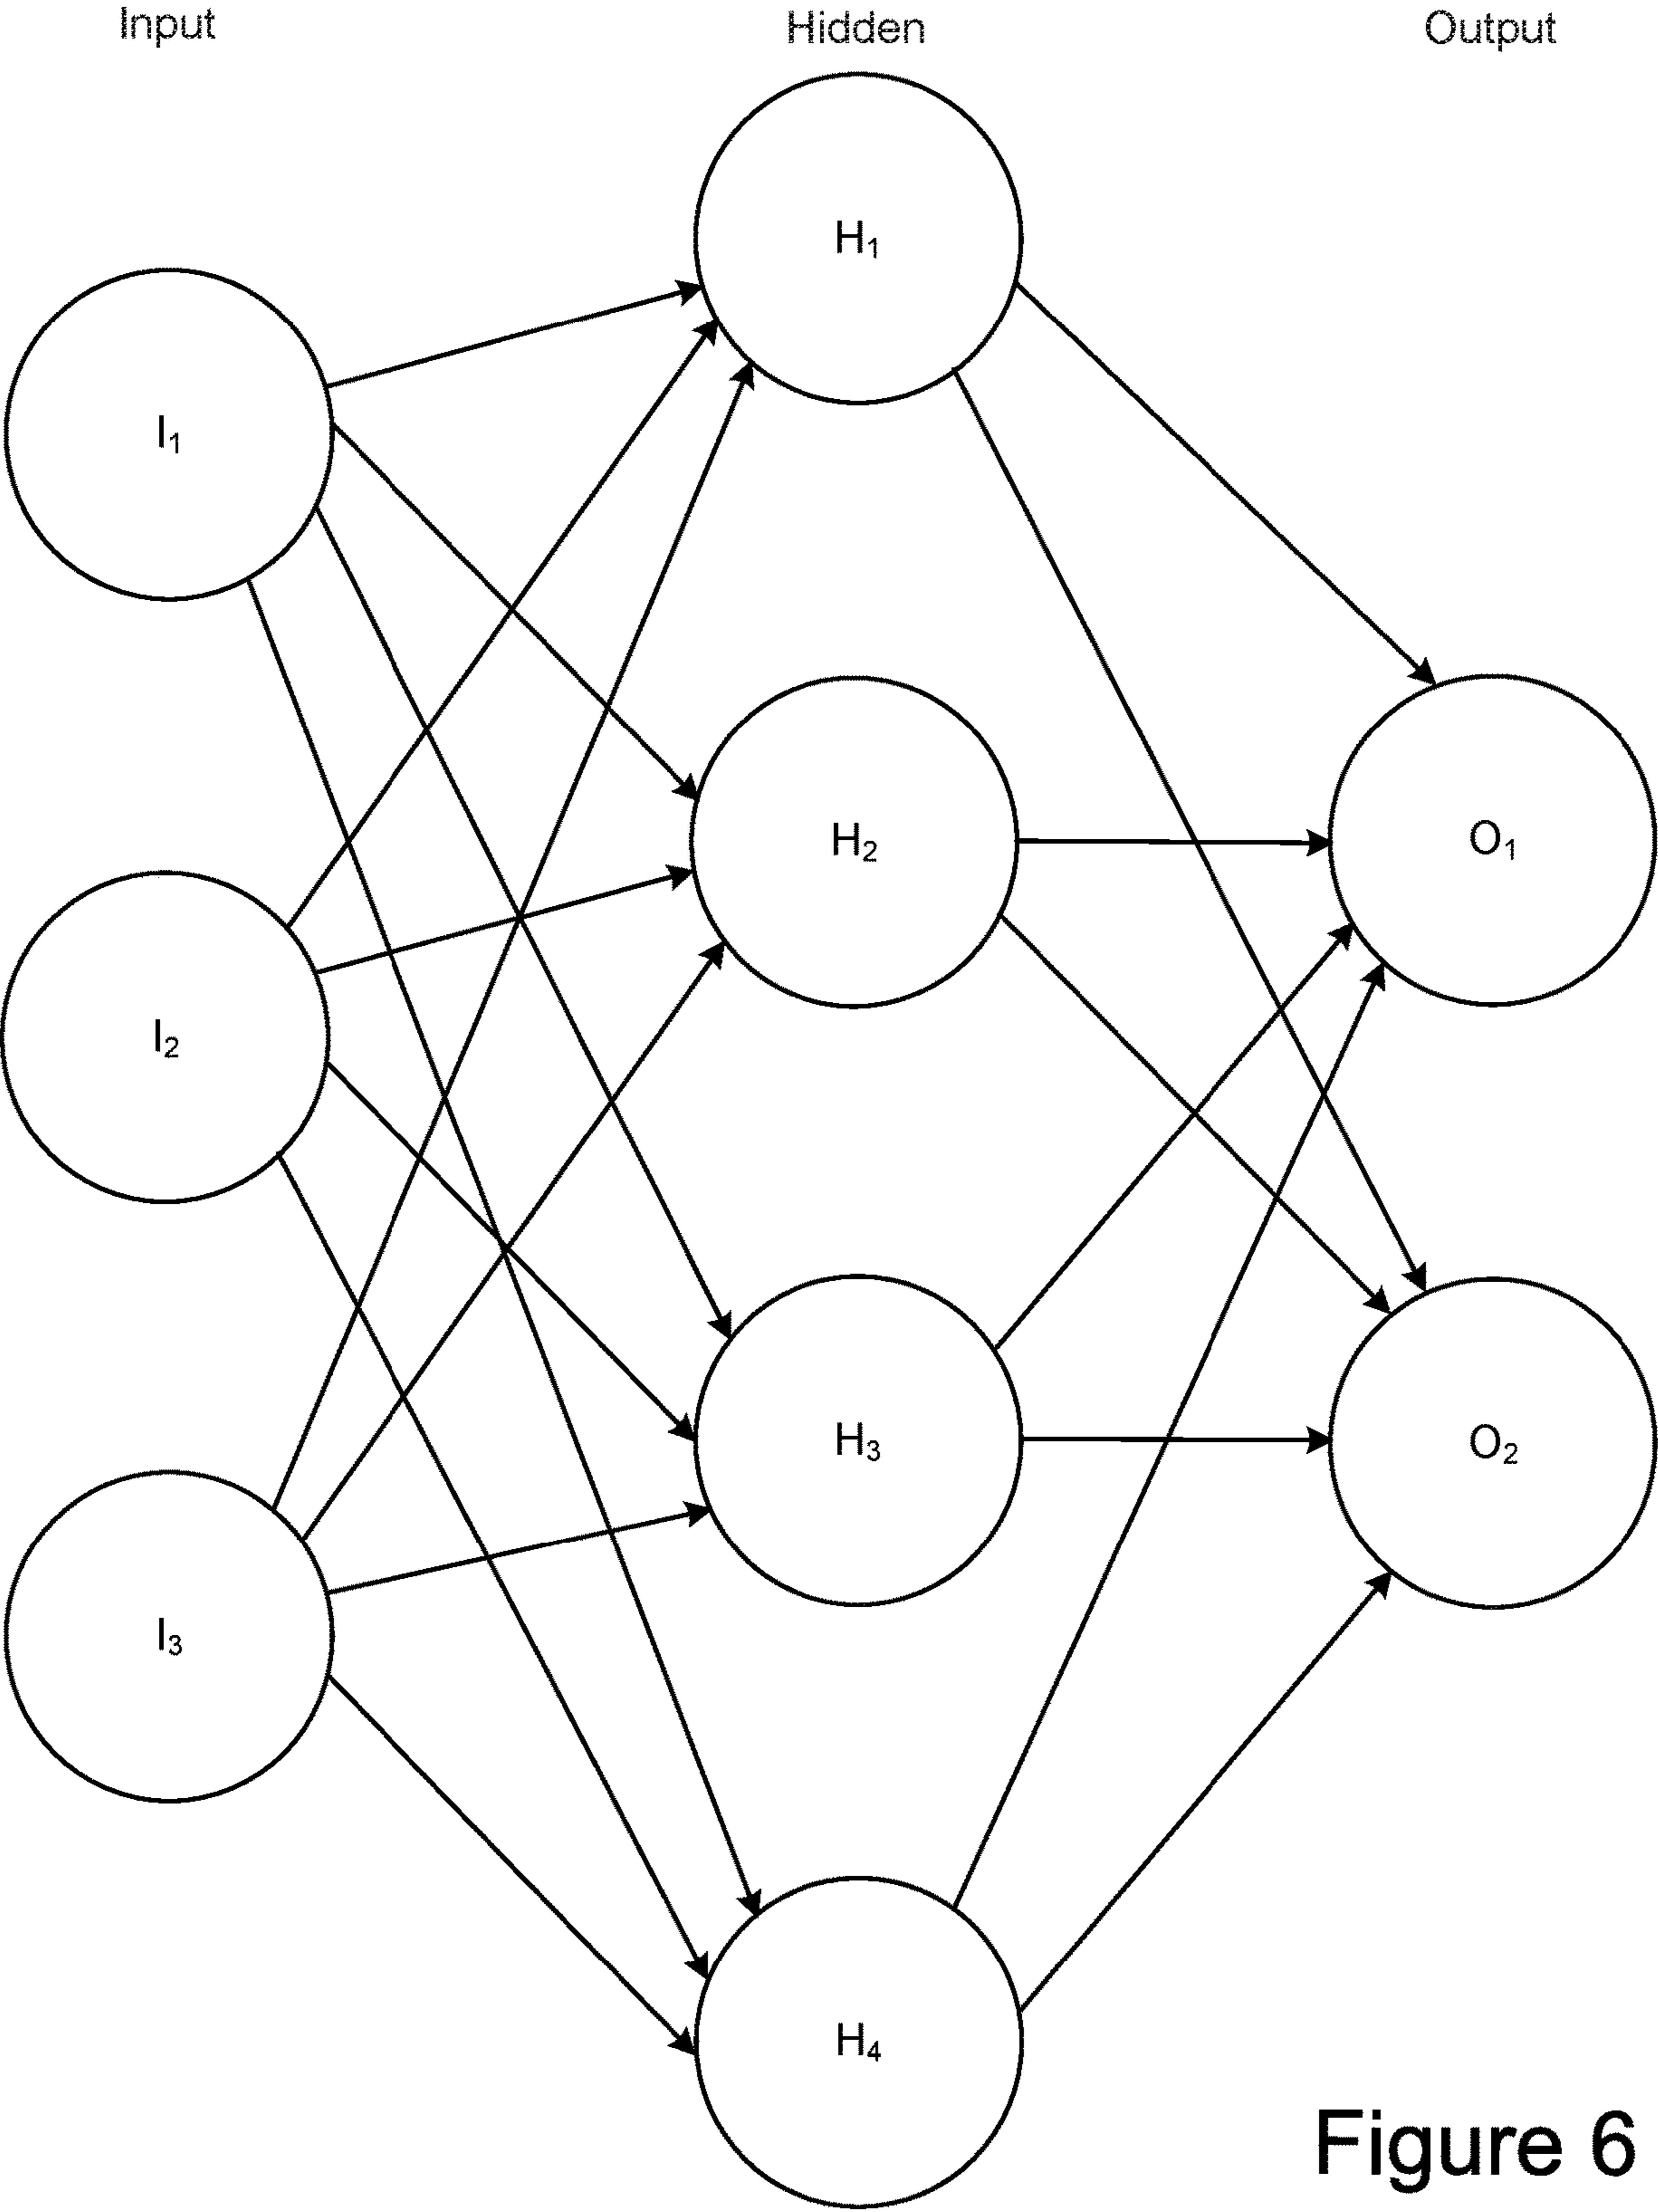 Input Hidden Output
H₁
I₁
H₂ O₁
I₂
H₃ O₂
I₃
H₄
Figure 6